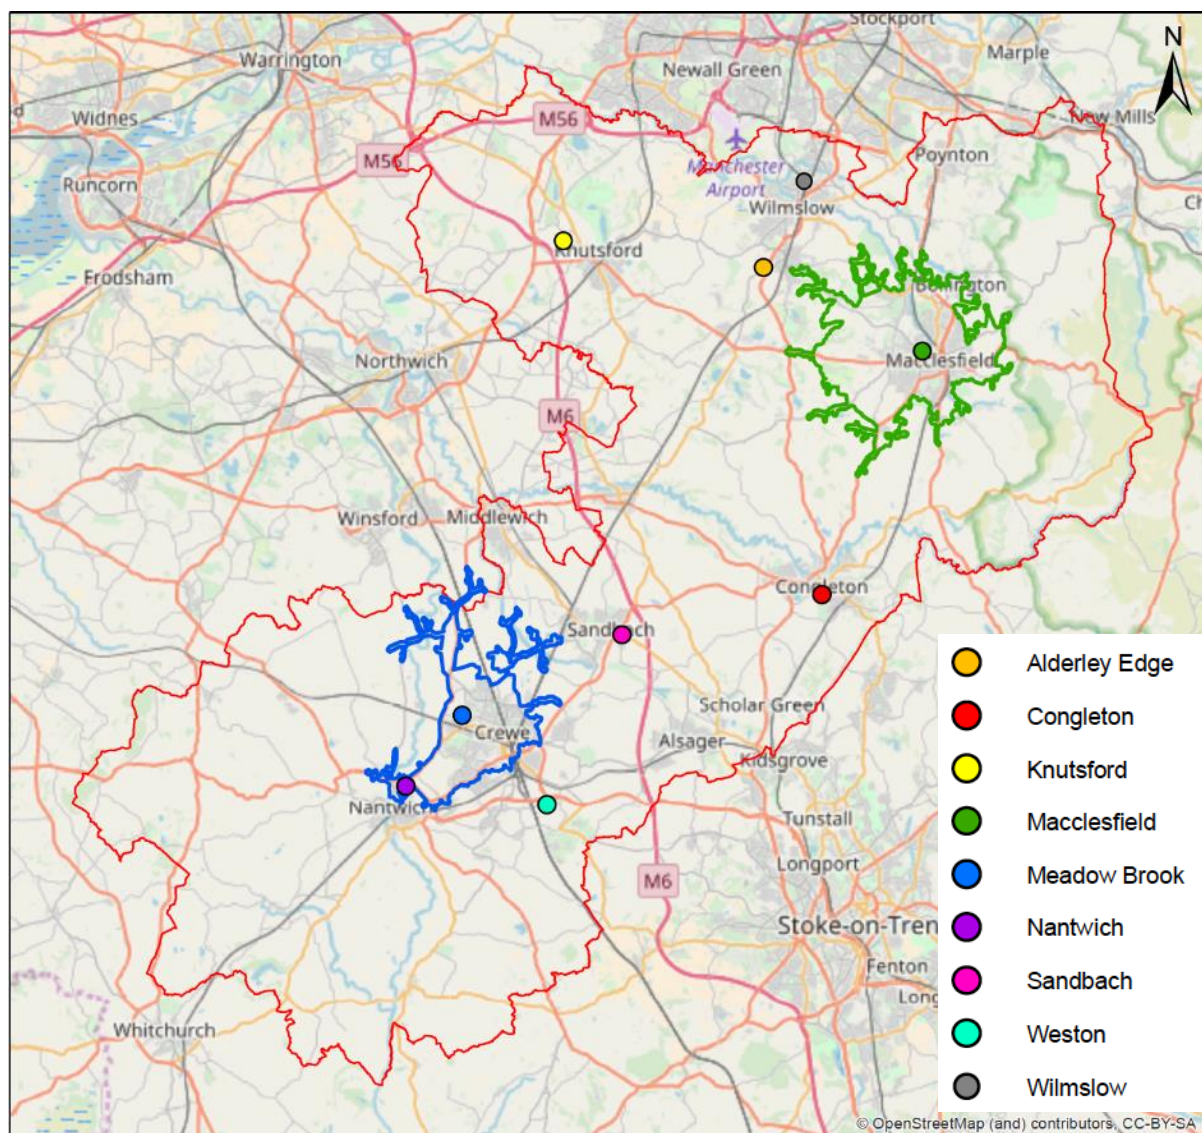 Stockport
Marple
N
Warrington
Newall Green
Widnes
M56
New Mills
M56
Manchester
Airport
Poynton
Runcorn
Wilmslow
Knutsford
Frodsham
Bollington
Northwich
Macclesfield
M6
Winsford
Middlewich
Congleton
Sandbach
Scholar Green
Crewe
Alsager
Kidsgrove
Nantwich
Tunstall
Longport
M6
Stoke-on-Tren
Fenton
Long
Whitchurch
Alderley Edge
Congleton
Knutsford
Macclesfield
Meadow Brook
Nantwich
Sandbach
Weston
Wilmslow
© OpenStreetMap (and) contributors, CC-BY-SA